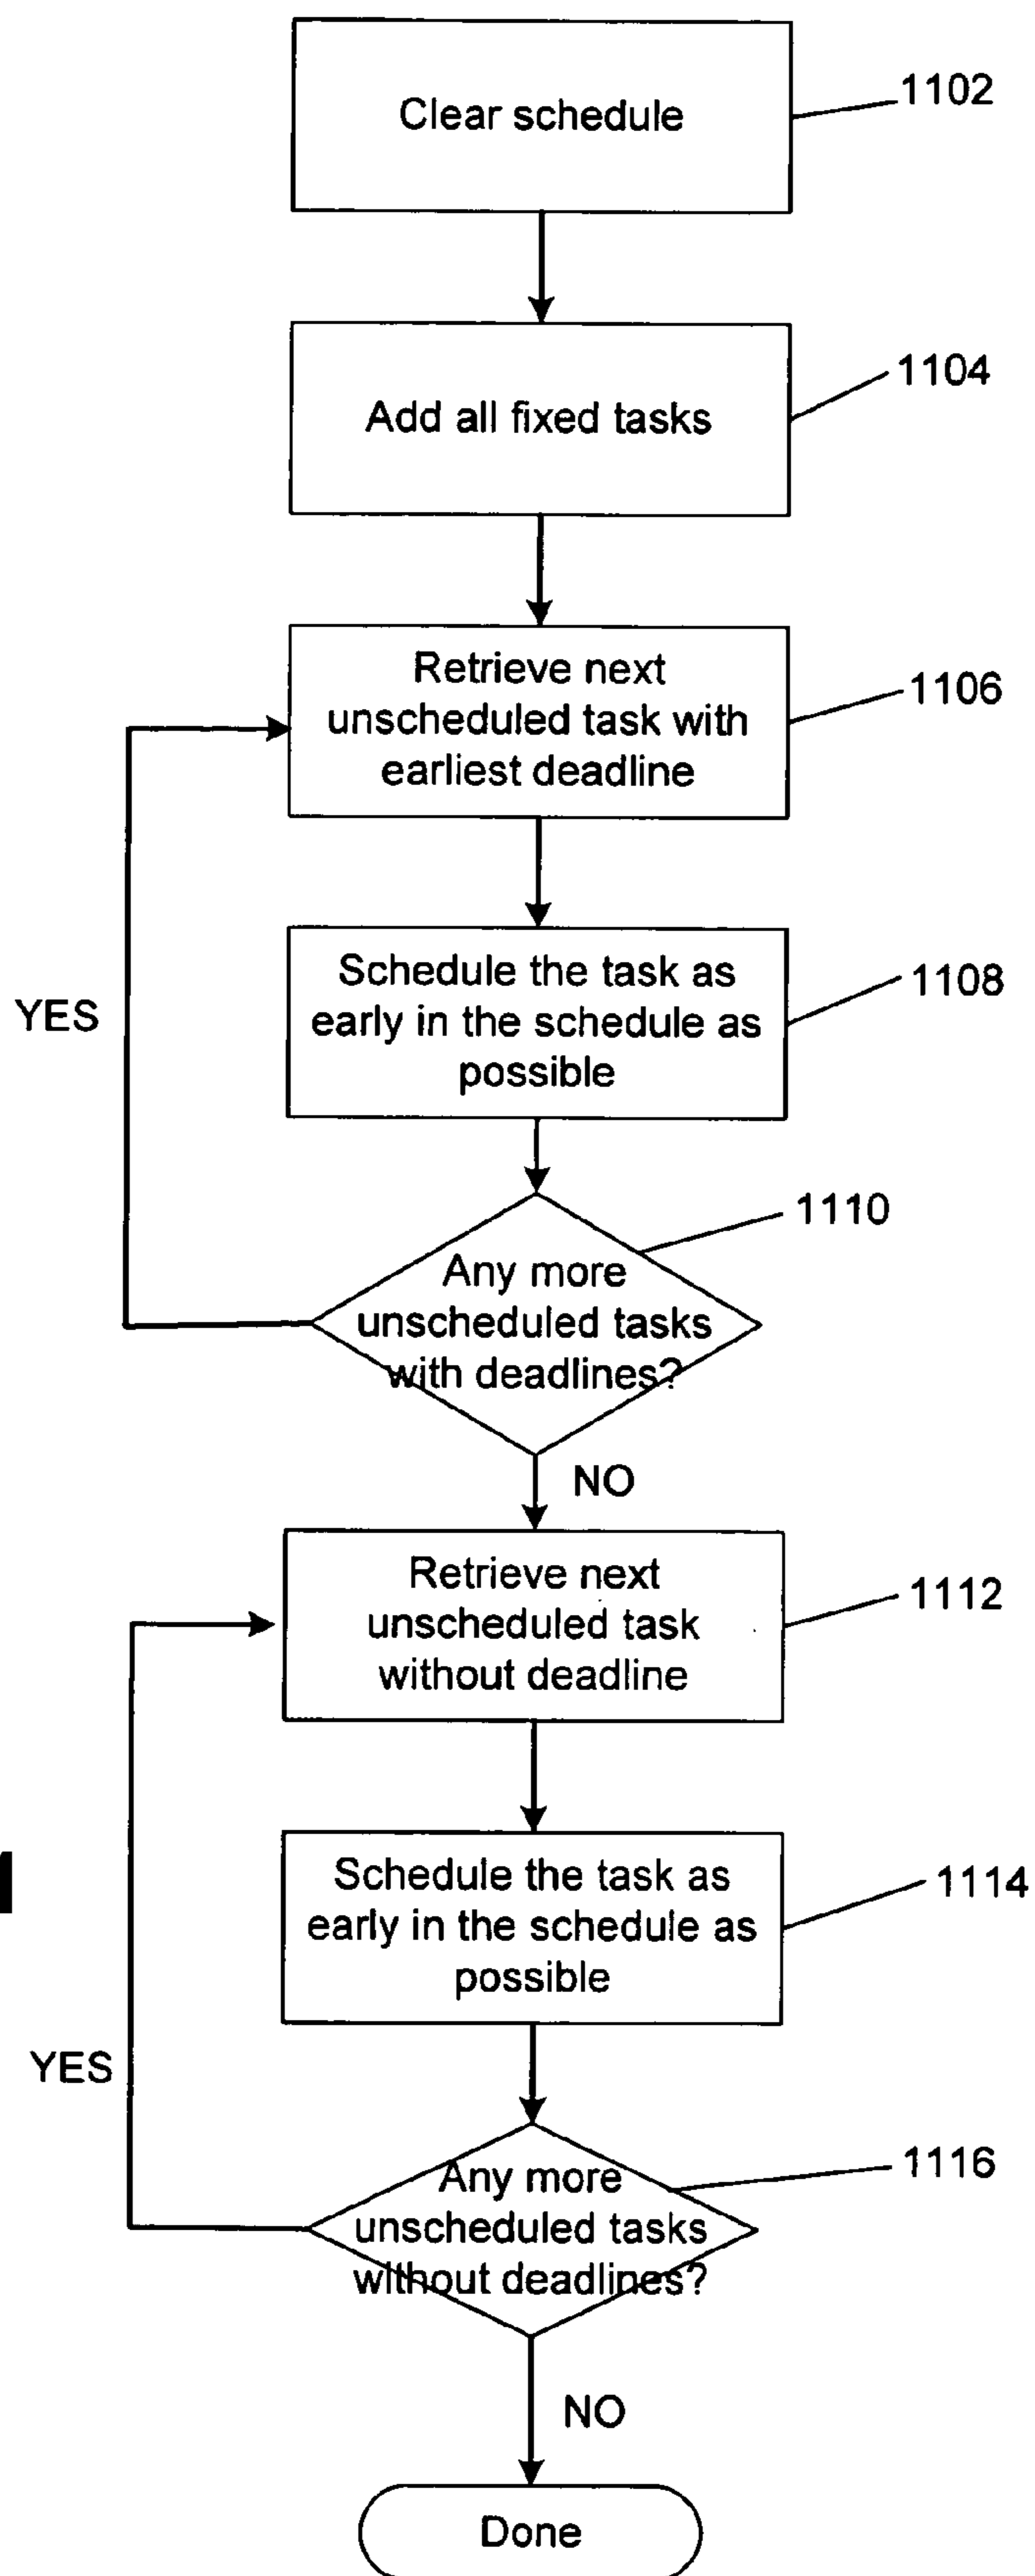 Clear schedule
1102
Add all fixed tasks
1104
Retrieve next
unscheduled task with
earliest deadline
1106
Schedule the task as
early in the schedule as
possible
1108
YES
Any more
unscheduled tasks
with deadlines?
1110
NO
Retrieve next
unscheduled task
without deadline
1112
Schedule the task as
early in the schedule as
possible
1114
YES
Any more
unscheduled tasks
without deadlines?
1116
NO
Done